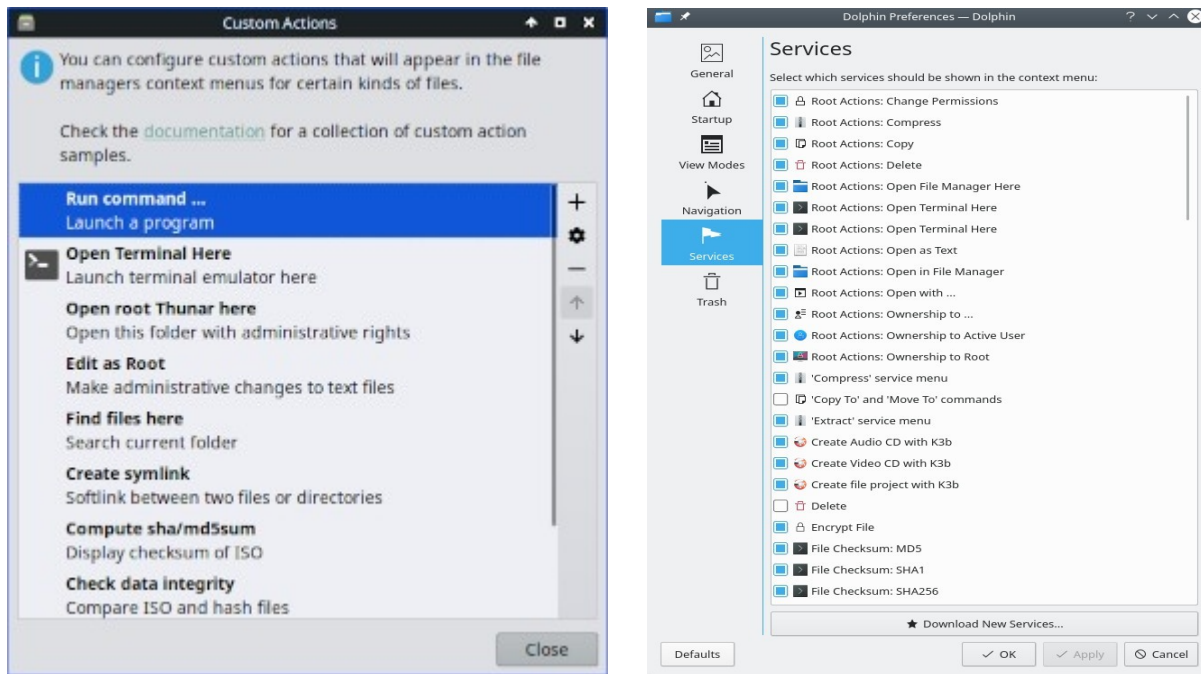 Custom Actions
You can configure custom actions that will appear in the file
managers context menus for certain kinds of files.
Check the documentation for a collection of custom action
samples.
Run command ...
Launch a program
Open Terminal Here
Launch terminal emulator here
Open root Thunar here
Open this folder with administrative rights
Edit as Root
Make administrative changes to text files
Find files here
Search current folder
Create symlink
Softlink between two files or directories
Compute sha/md5sum
Display checksum of ISO
Check data integrity
Compare ISO and hash files
Close
Dolphin Preferences — Dolphin
General
Startup
View Modes
Navigation
Services
Trash
Services
Select which services should be shown in the context menu:
Root Actions: Change Permissions
Root Actions: Compress
Root Actions: Copy
Root Actions: Delete
Root Actions: Open File Manager Here
Root Actions: Open Terminal Here
Root Actions: Open Terminal Here
Root Actions: Open as Text
Root Actions: Open in File Manager
Root Actions: Open with ...
Root Actions: Ownership to ...
Root Actions: Ownership to Active User
Root Actions: Ownership to Root
'Compress' service menu
'Copy To' and 'Move To' commands
'Extract' service menu
Create Audio CD with K3b
Create Video CD with K3b
Create file project with K3b
Delete
Encrypt File
File Checksum: MD5
File Checksum: SHA1
File Checksum: SHA256
Download New Services...
Defaults
OK
Apply
Cancel